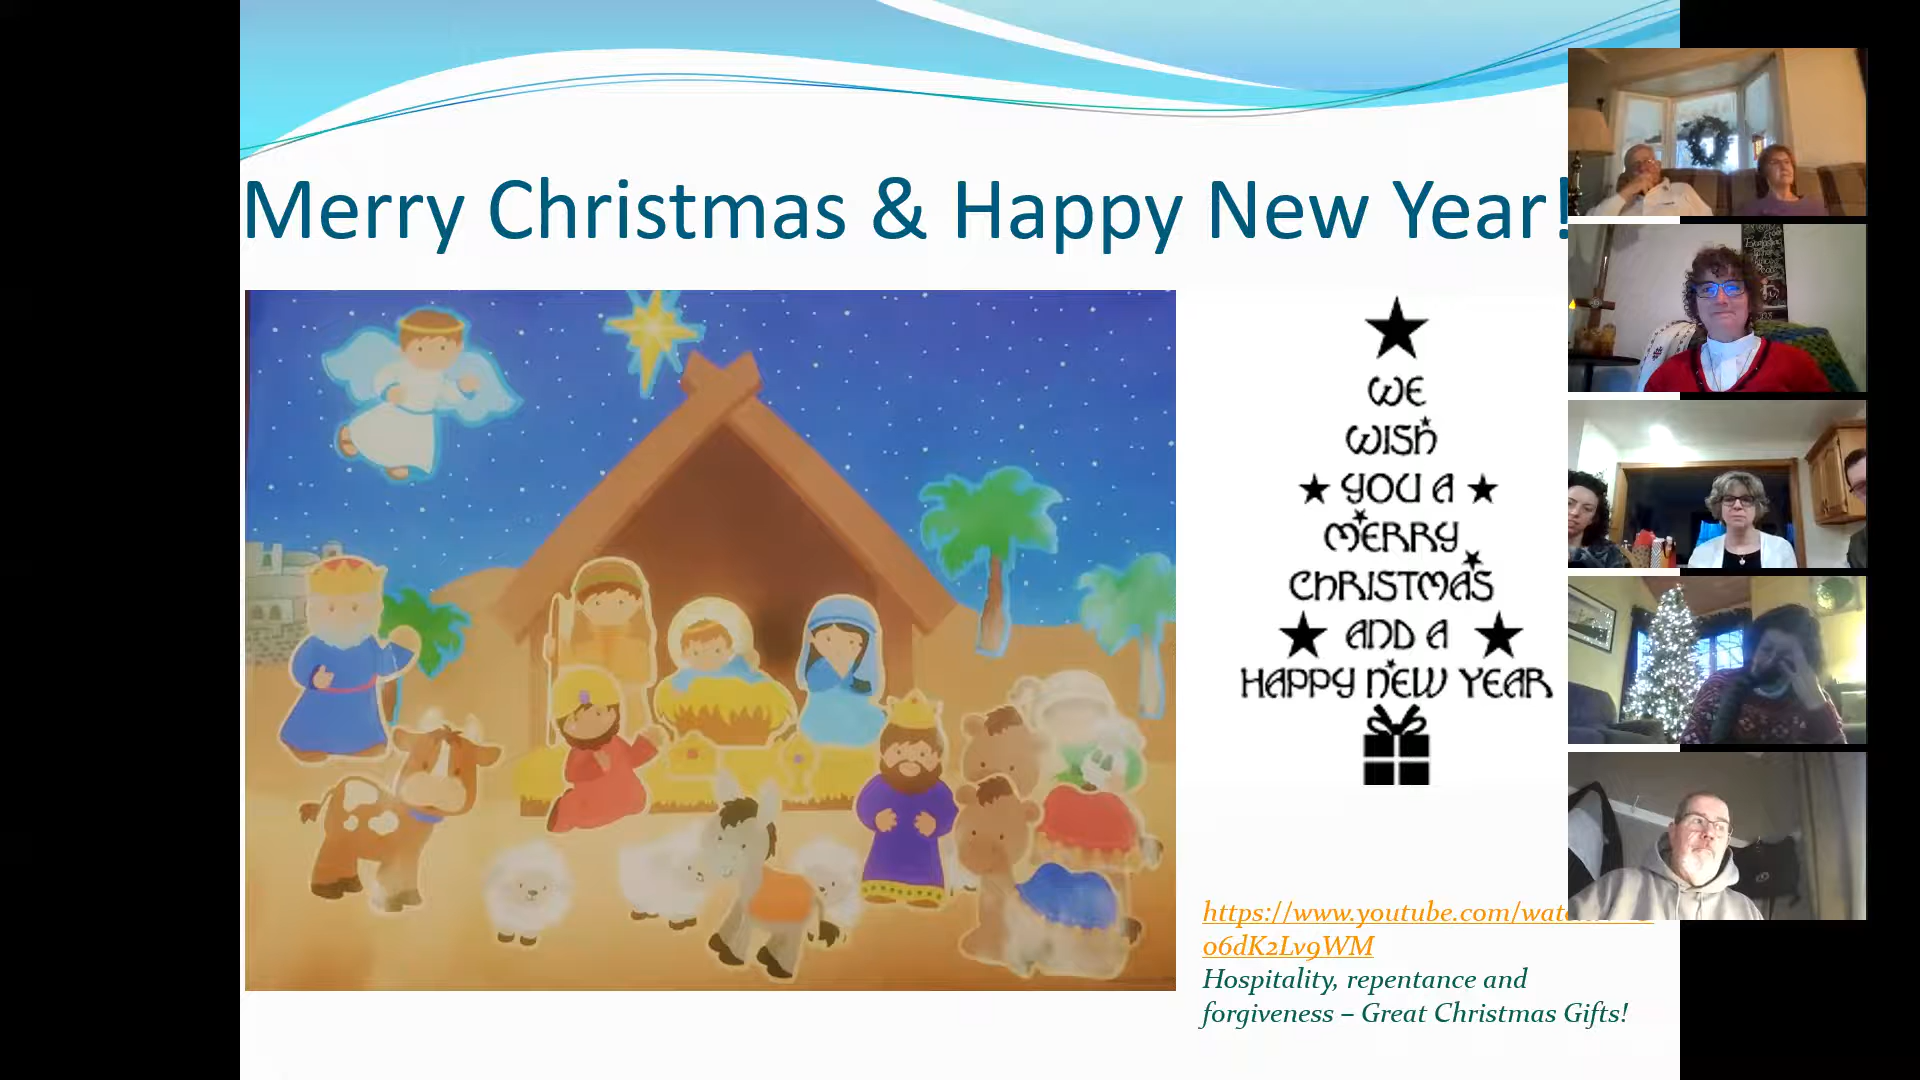 Merry Christmas & Happy New Year!
WE
WISH
YOU A
MERRY
CHRISTMAS
AND A
HAPPY NEW YEAR
https://www.youtube.com/wat
o6dK2Lv9WM
Hospitality, repentance and
forgiveness – Great Christmas Gifts!